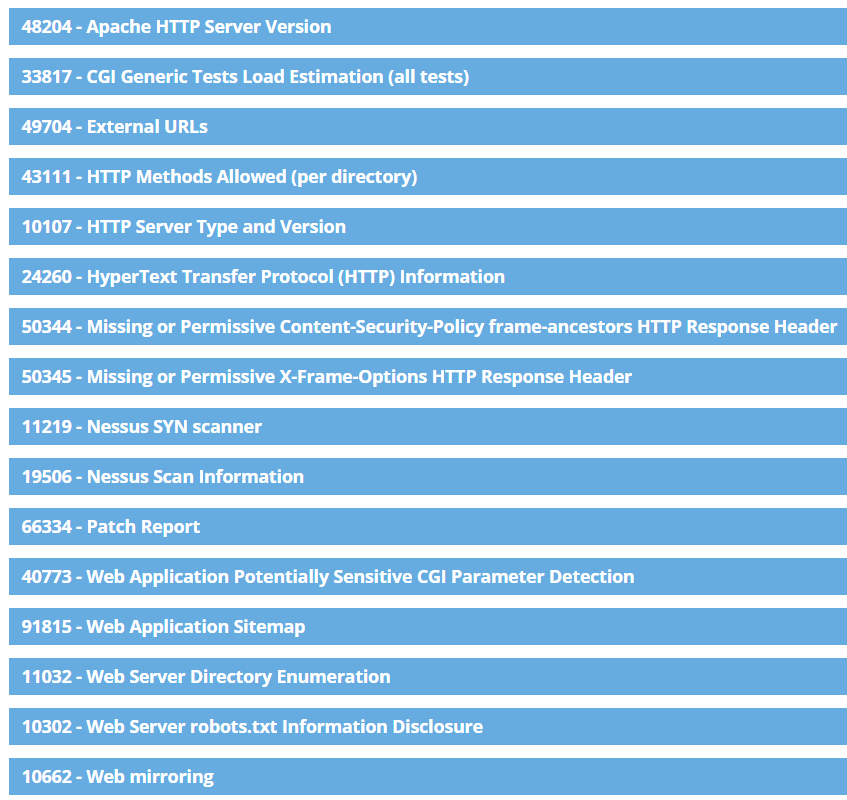 48204 - Apache HTTP Server Version
33817 - CGI Generic Tests Load Estimation (all tests)
49704 - External URLs
43111 - HTTP Methods Allowed (per directory)
10107 - HTTP Server Type and Version
24260 - HyperText Transfer Protocol (HTTP) Information
50344 - Missing or Permissive Content-Security-Policy frame-ancestors HTTP Response Header
50345 - Missing or Permissive X-Frame-Options HTTP Response Header
11219 - Nessus SYN scanner
19506 - Nessus Scan Information
66334 - Patch Report
40773 - Web Application Potentially Sensitive CGI Parameter Detection
91815 - Web Application Sitemap
11032 - Web Server Directory Enumeration
10302 - Web Server robots.txt Information Disclosure
10662 - Web mirroring